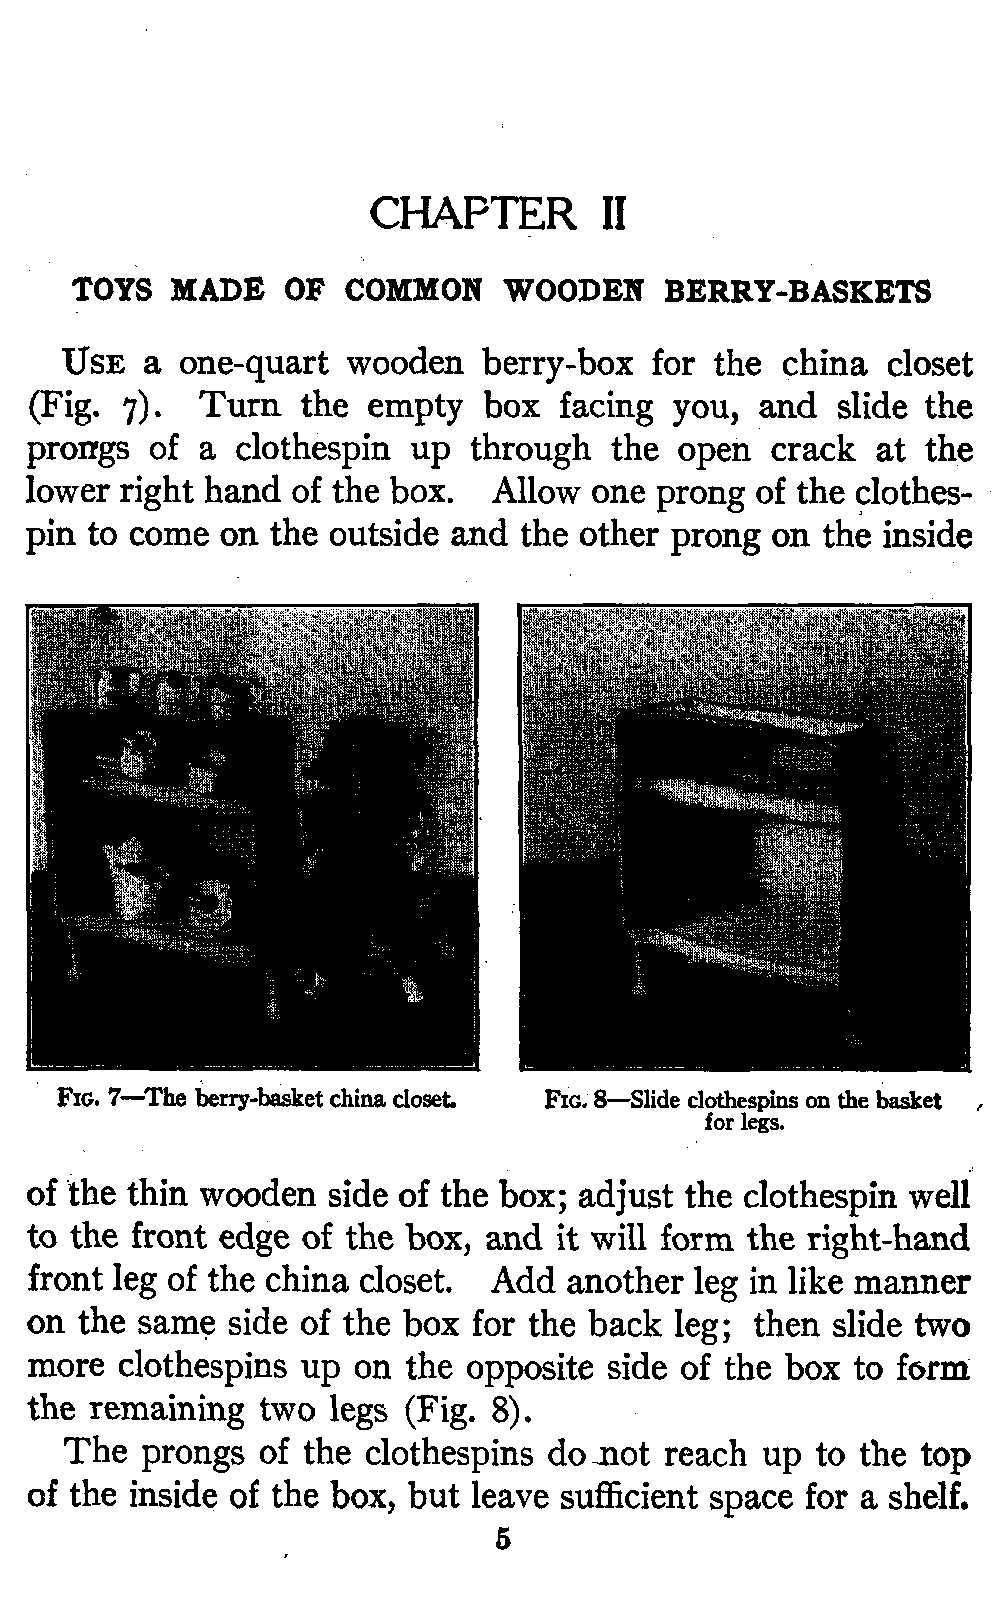 CHAPTER II
TOYS MADE OF COMMON WOODEN BERRY-BASKETS
USE a one-quart wooden berry-box for the china closet
(Fig. 7). Turn the empty box facing you, and slide the
prongs of a clothespin up through the open crack at the
lower right hand of the box. Allow one prong of the clothes-
pin to come on the outside and the other prong on the inside
FIG. 7—The berry-basket china closet.
FIG. 8—Slide clothespins on the basket
for legs.
of the thin wooden side of the box; adjust the clothespin well
to the front edge of the box, and it will form the right-hand
front leg of the china closet. Add another leg in like manner
on the same side of the box for the back leg; then slide two
more clothespins up on the opposite side of the box to form
the remaining two legs (Fig. 8).
The prongs of the clothespins do not reach up to the top
of the inside of the box, but leave sufficient space for a shelf.
5